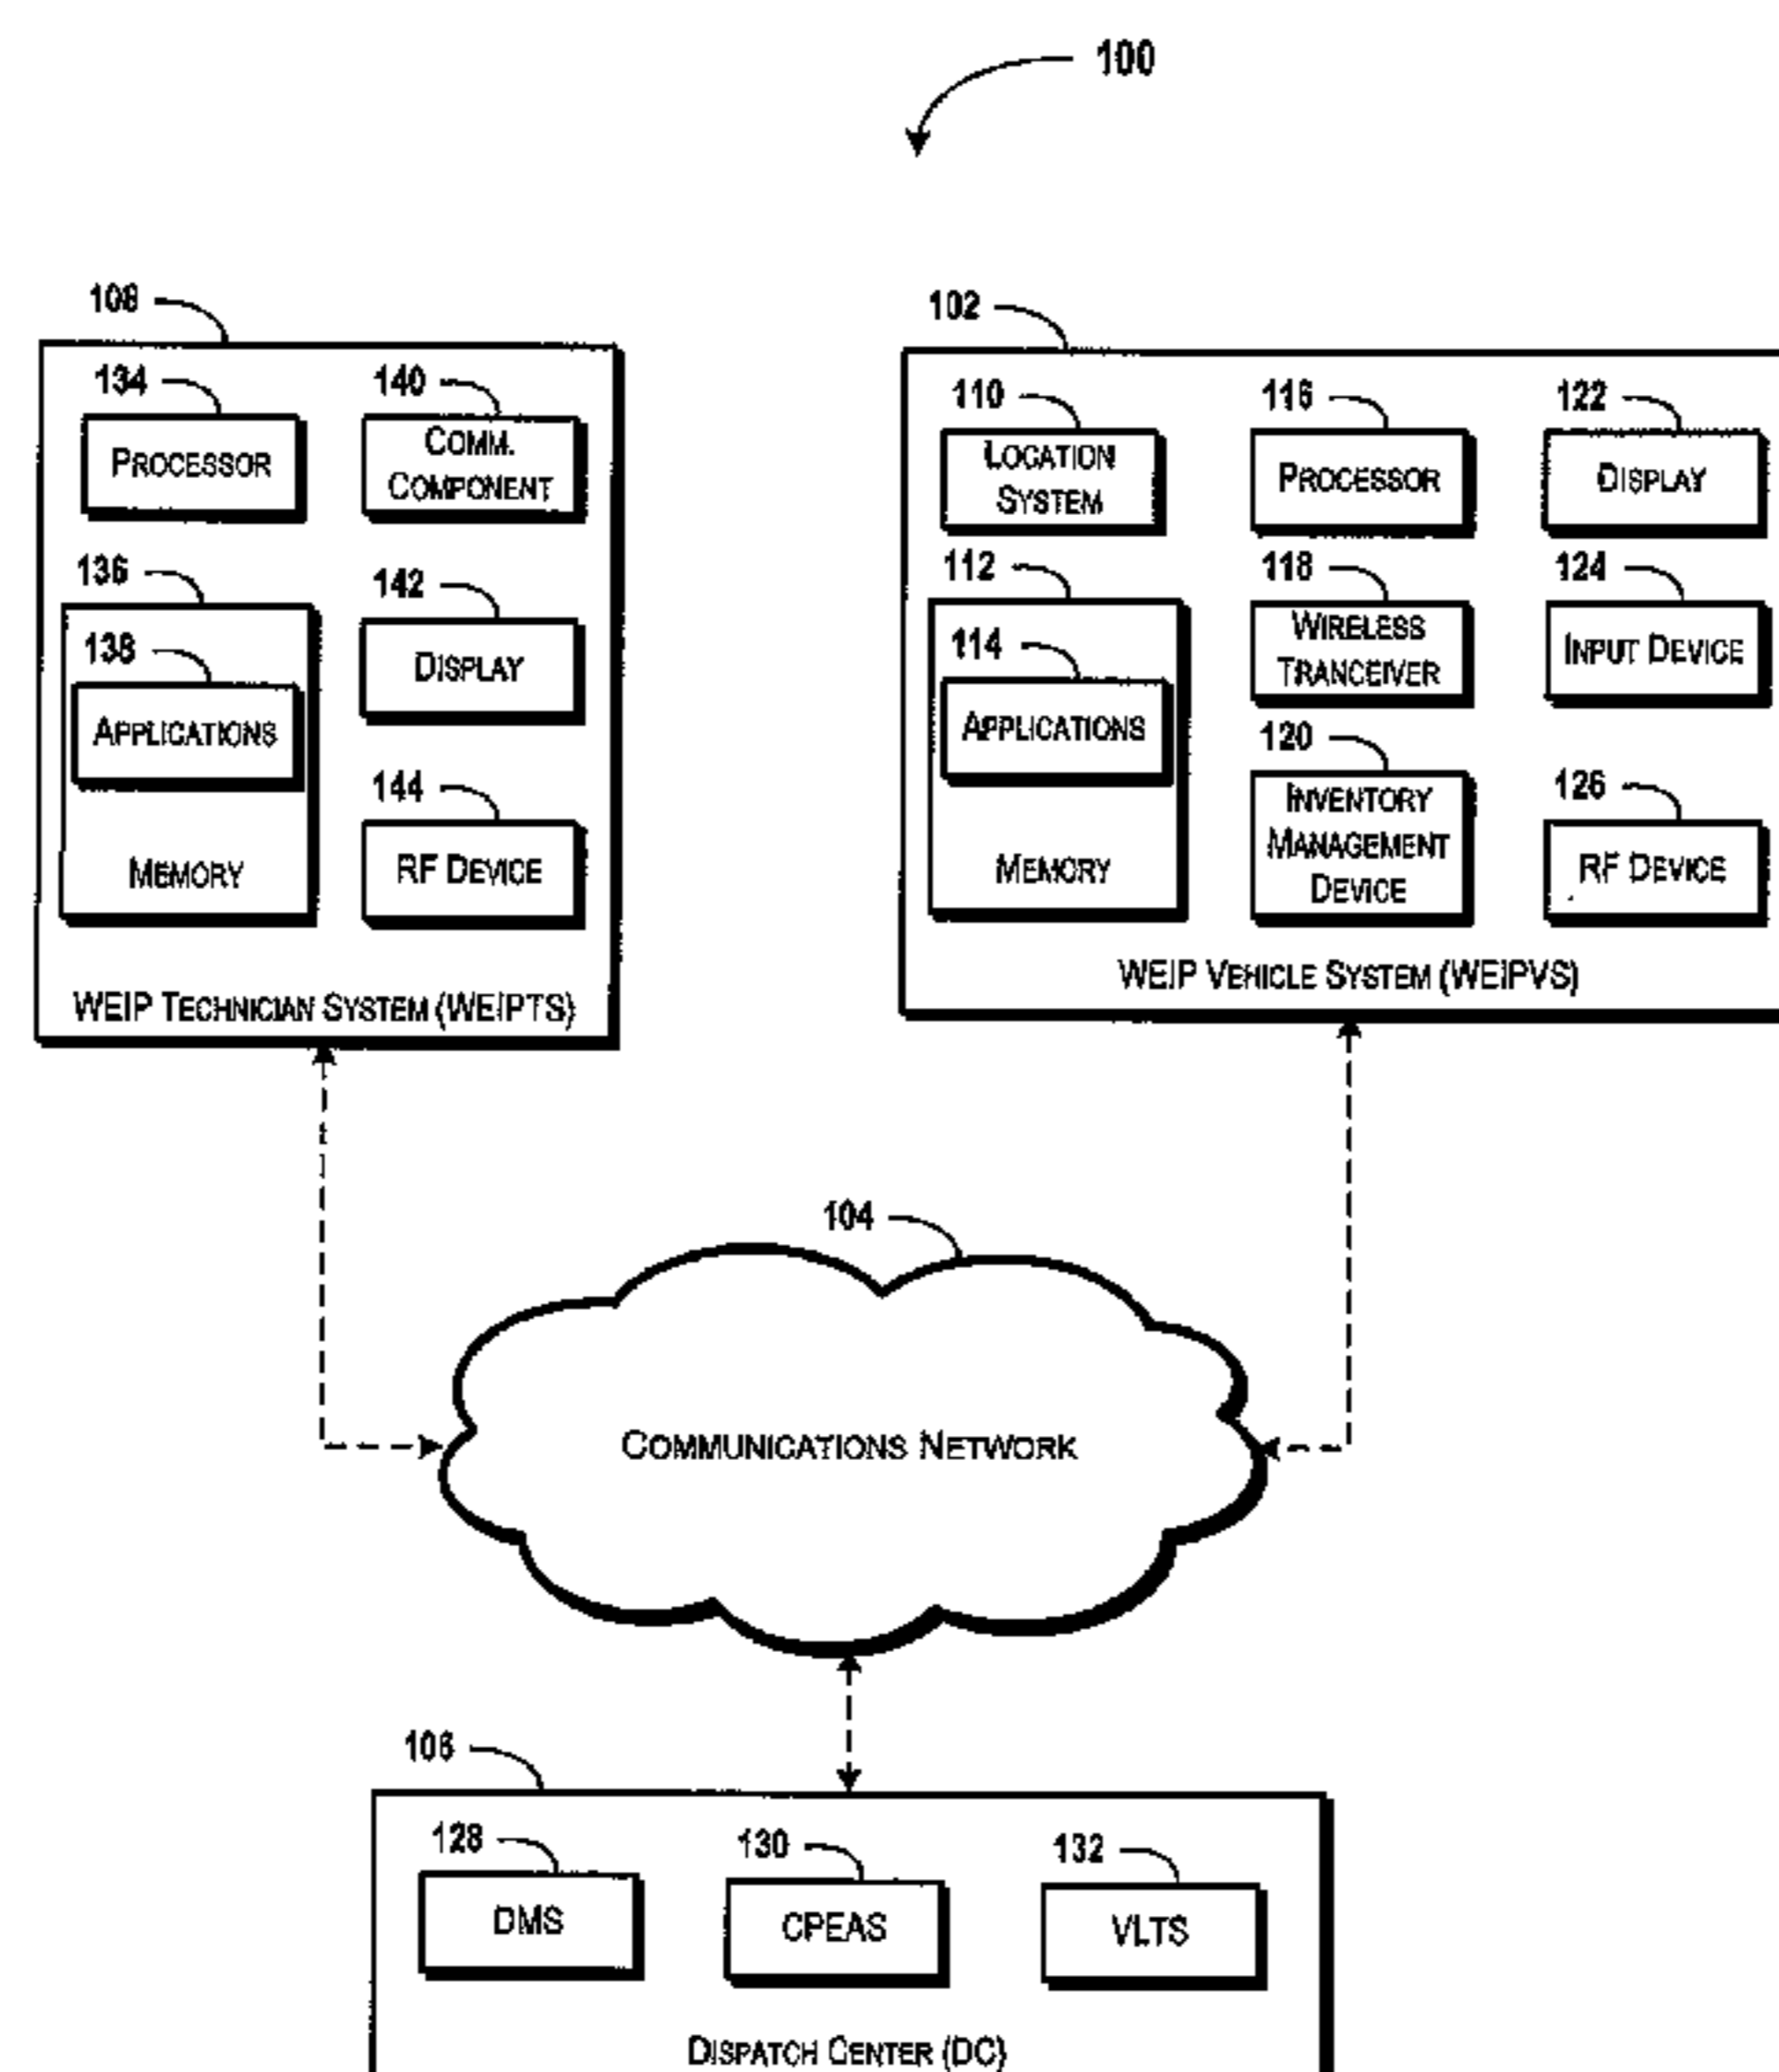 100
108
134
PROCESSOR
140
COMM.
COMPONENT
136
138
APPLICATIONS
MEMORY
142
DISPLAY
144
RF DEVICE
WEIP TECHNICIAN SYSTEM (WEIPTS)
102
110
LOCATION
SYSTEM
116
PROCESSOR
122
DISPLAY
112
114
APPLICATIONS
MEMORY
118
WIRELESS
TRANCEIVER
124
INPUT DEVICE
120
INVENTORY
MANAGEMENT
DEVICE
126
RF DEVICE
WEIP VEHICLE SYSTEM (WEIPVS)
104
COMMUNICATIONS NETWORK
106
128
DMS
130
CPEAS
132
VLTS
DISPATCH CENTER (DC)